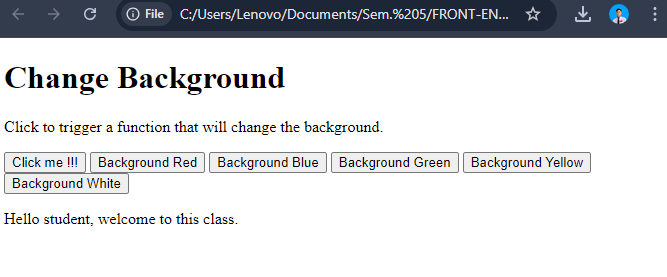 File C:/Users/Lenovo/Documents/Sem.%205/FRONT-EN...
Change Background
Click to trigger a function that will change the background.
Click me !!! Background Red Background Blue Background Green Background Yellow
Background White
Hello student, welcome to this class.